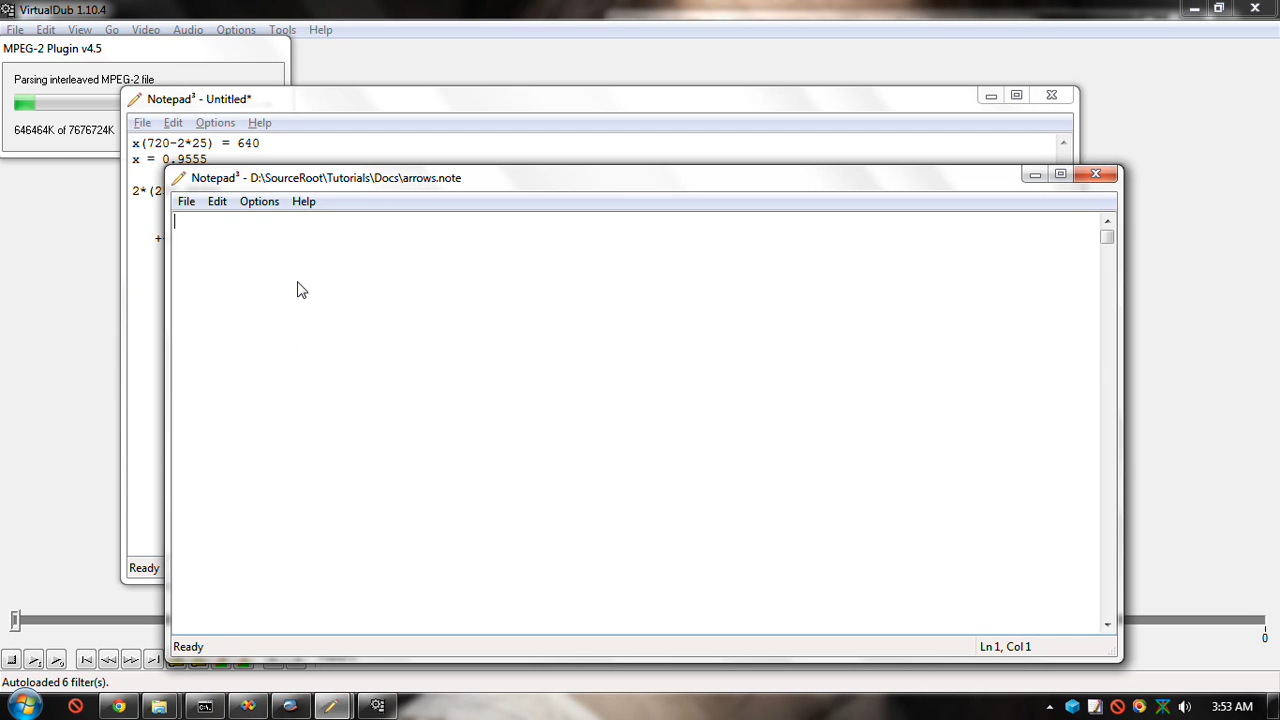 VirtualDub 1.10.4
File Edit View Go Video Audio Options Tools Help
MPEG-2 Plugin v4.5
Parsing interleaved MPEG-2 file
646464K of 7676724K
Notepad³ - Untitled*
File Edit Options Help
x(720-2*25) = 640
x = 0.9555
2*(2
+
Ready
Notepad³ - D:\SourceRoot\Tutorials\Docs\arrows.note
File Edit Options Help
Ready
Ln 1, Col 1
0
Autoloaded 6 filter(s).
3:53 AM